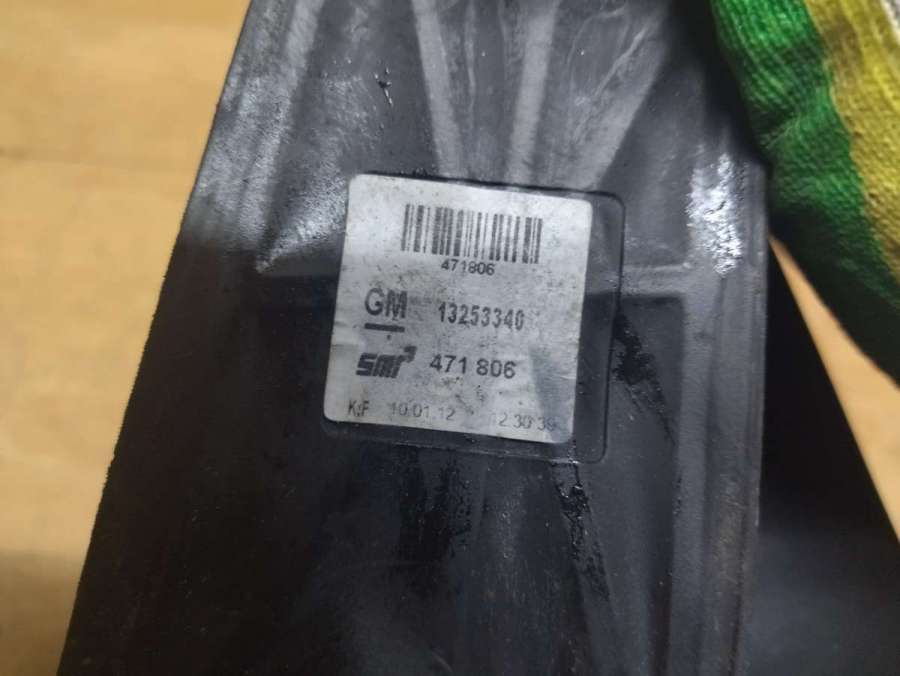 471806
GM 13253340
SMR 471 806
K.F 10.01.12 12.30.39